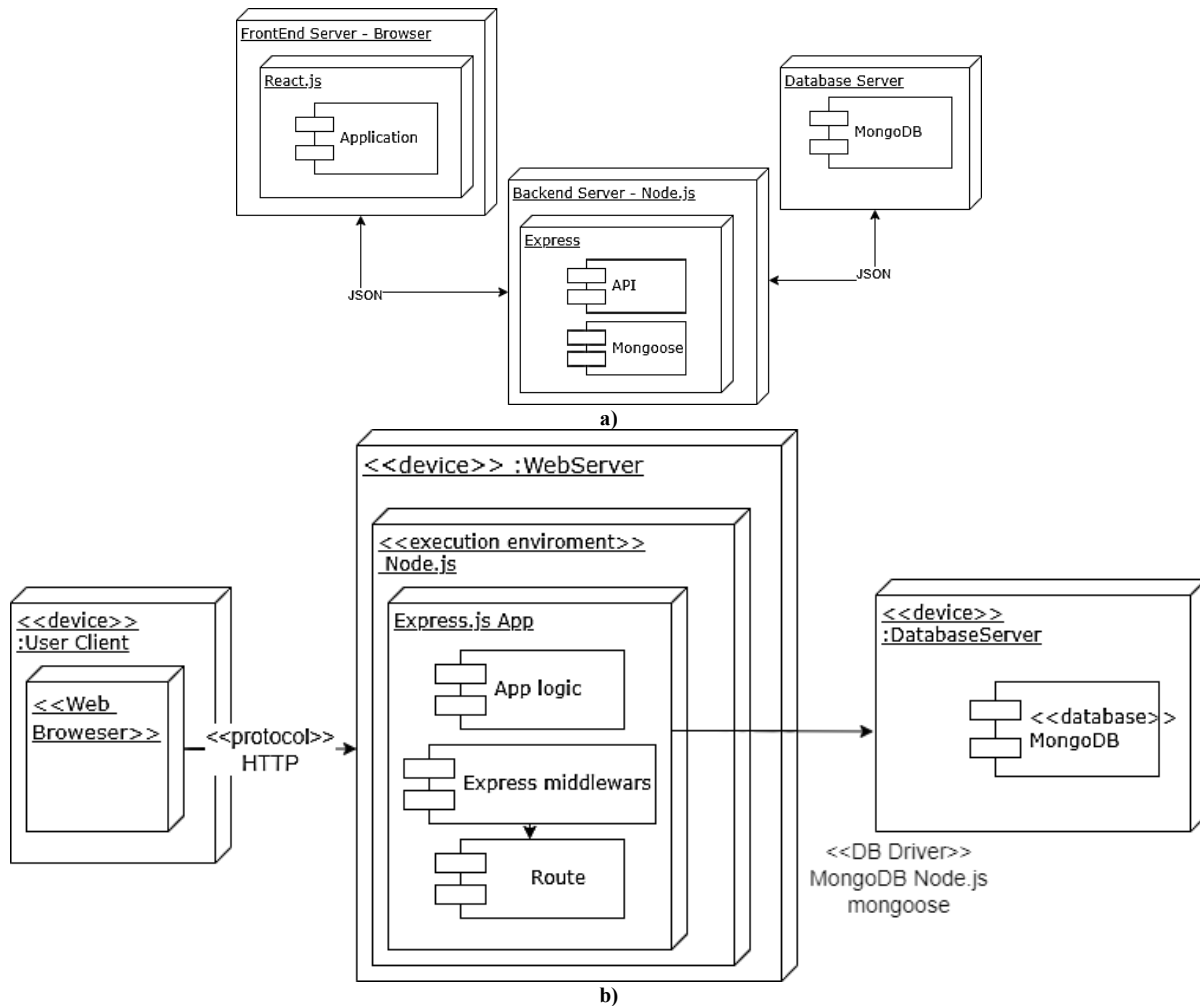 FrontEnd Server - Browser
React.js
Application
Database Server
MongoDB
Backend Server - Node.js
Express
API
Mongoose
JSON
JSON
a)
<<device>> :WebServer
<<execution enviroment>>
Node.js
Express.js App
App logic
Express middlewars
Route
<<device>>
:User Client
<<Web
Broweser>>
<<protocol>>
HTTP
<<device>>
:DatabaseServer
<<database>>
MongoDB
<<DB Driver>>
MongoDB Node.js
mongoose
b)